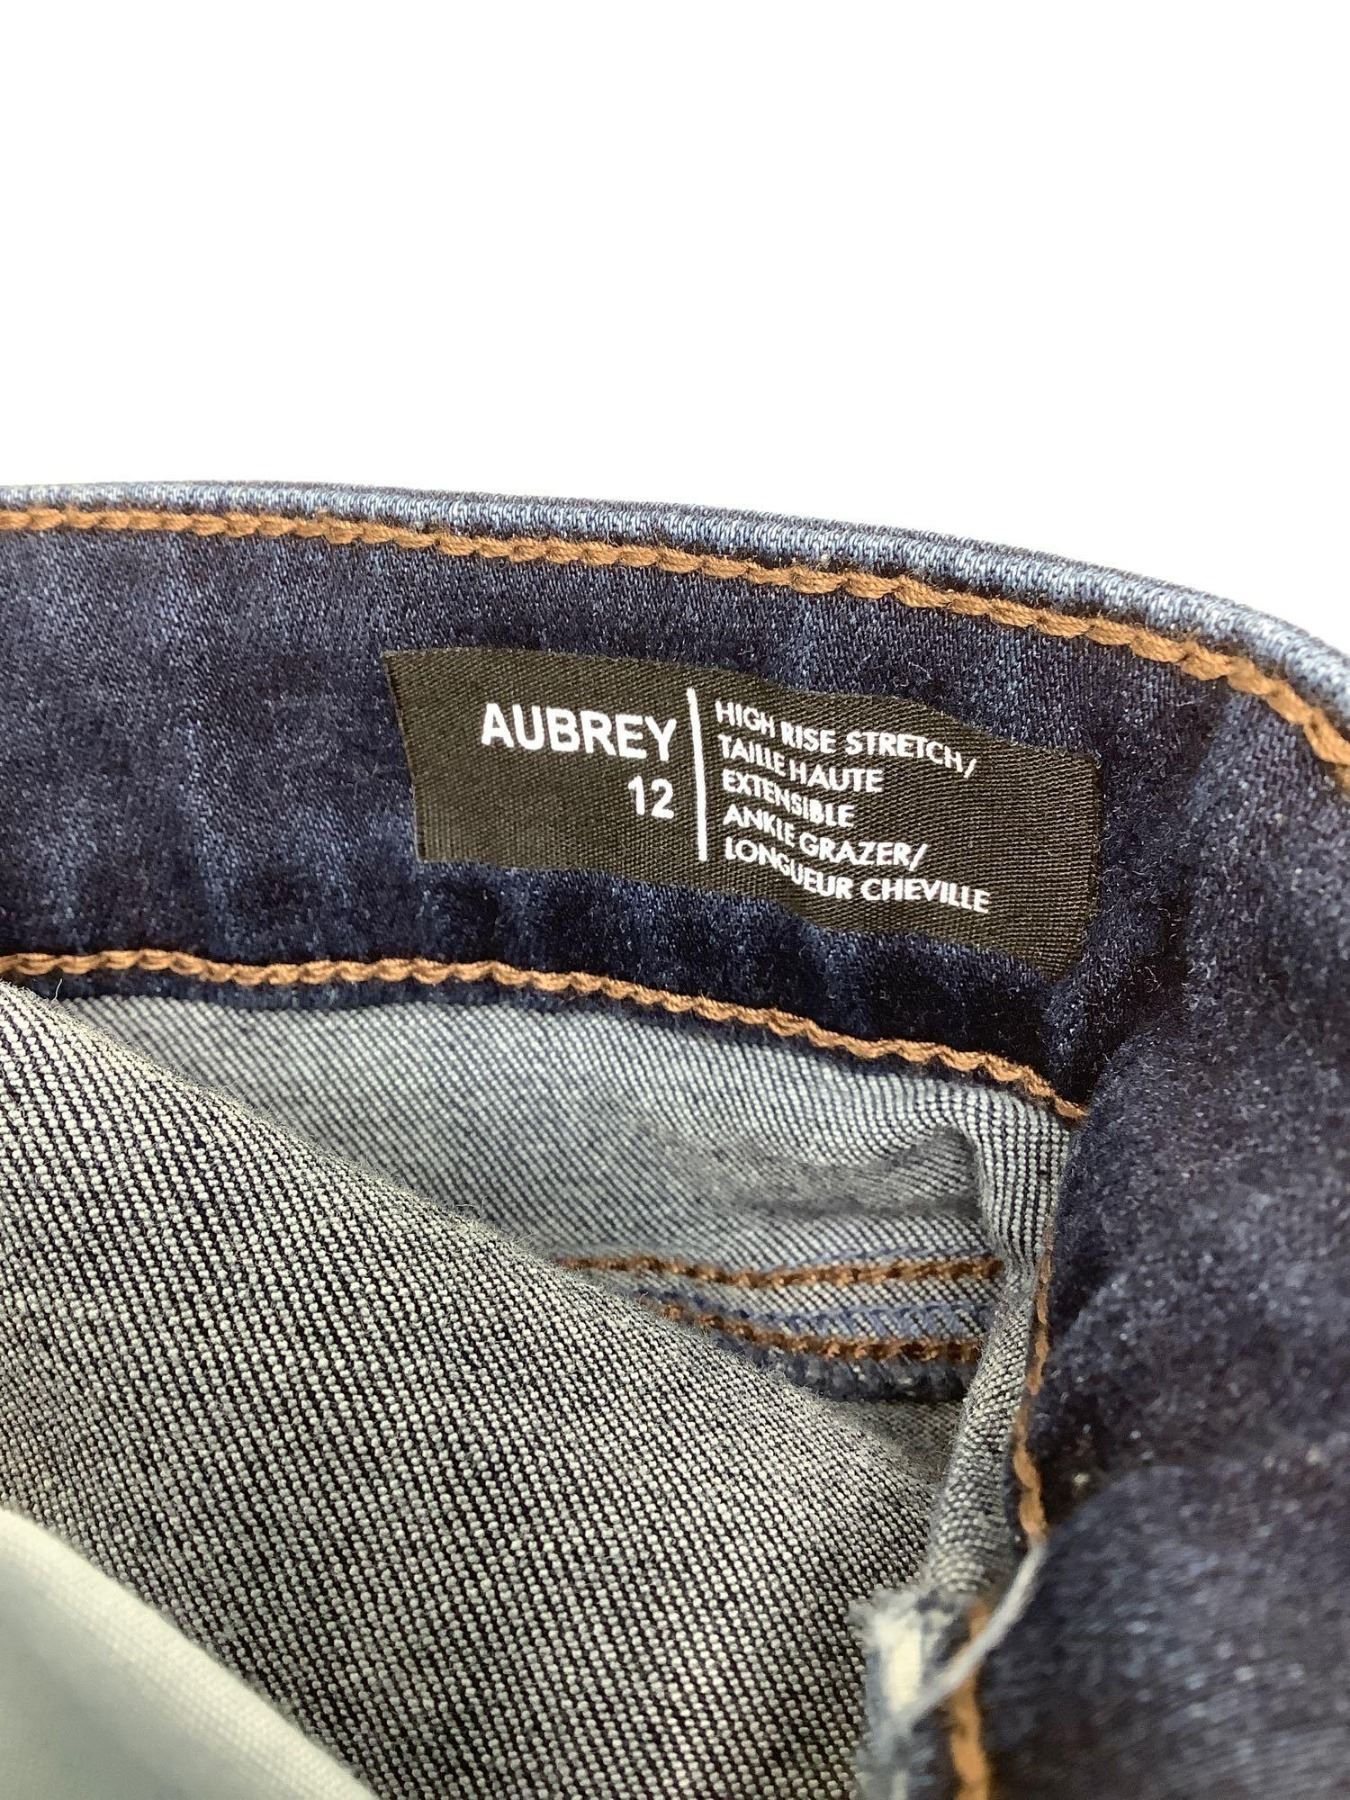 AUBREY
12
HIGH RISE STRETCH/
TAILLE HAUTE
EXTENSIBLE
ANKLE GRAZER/
LONGUEUR CHEVILLE